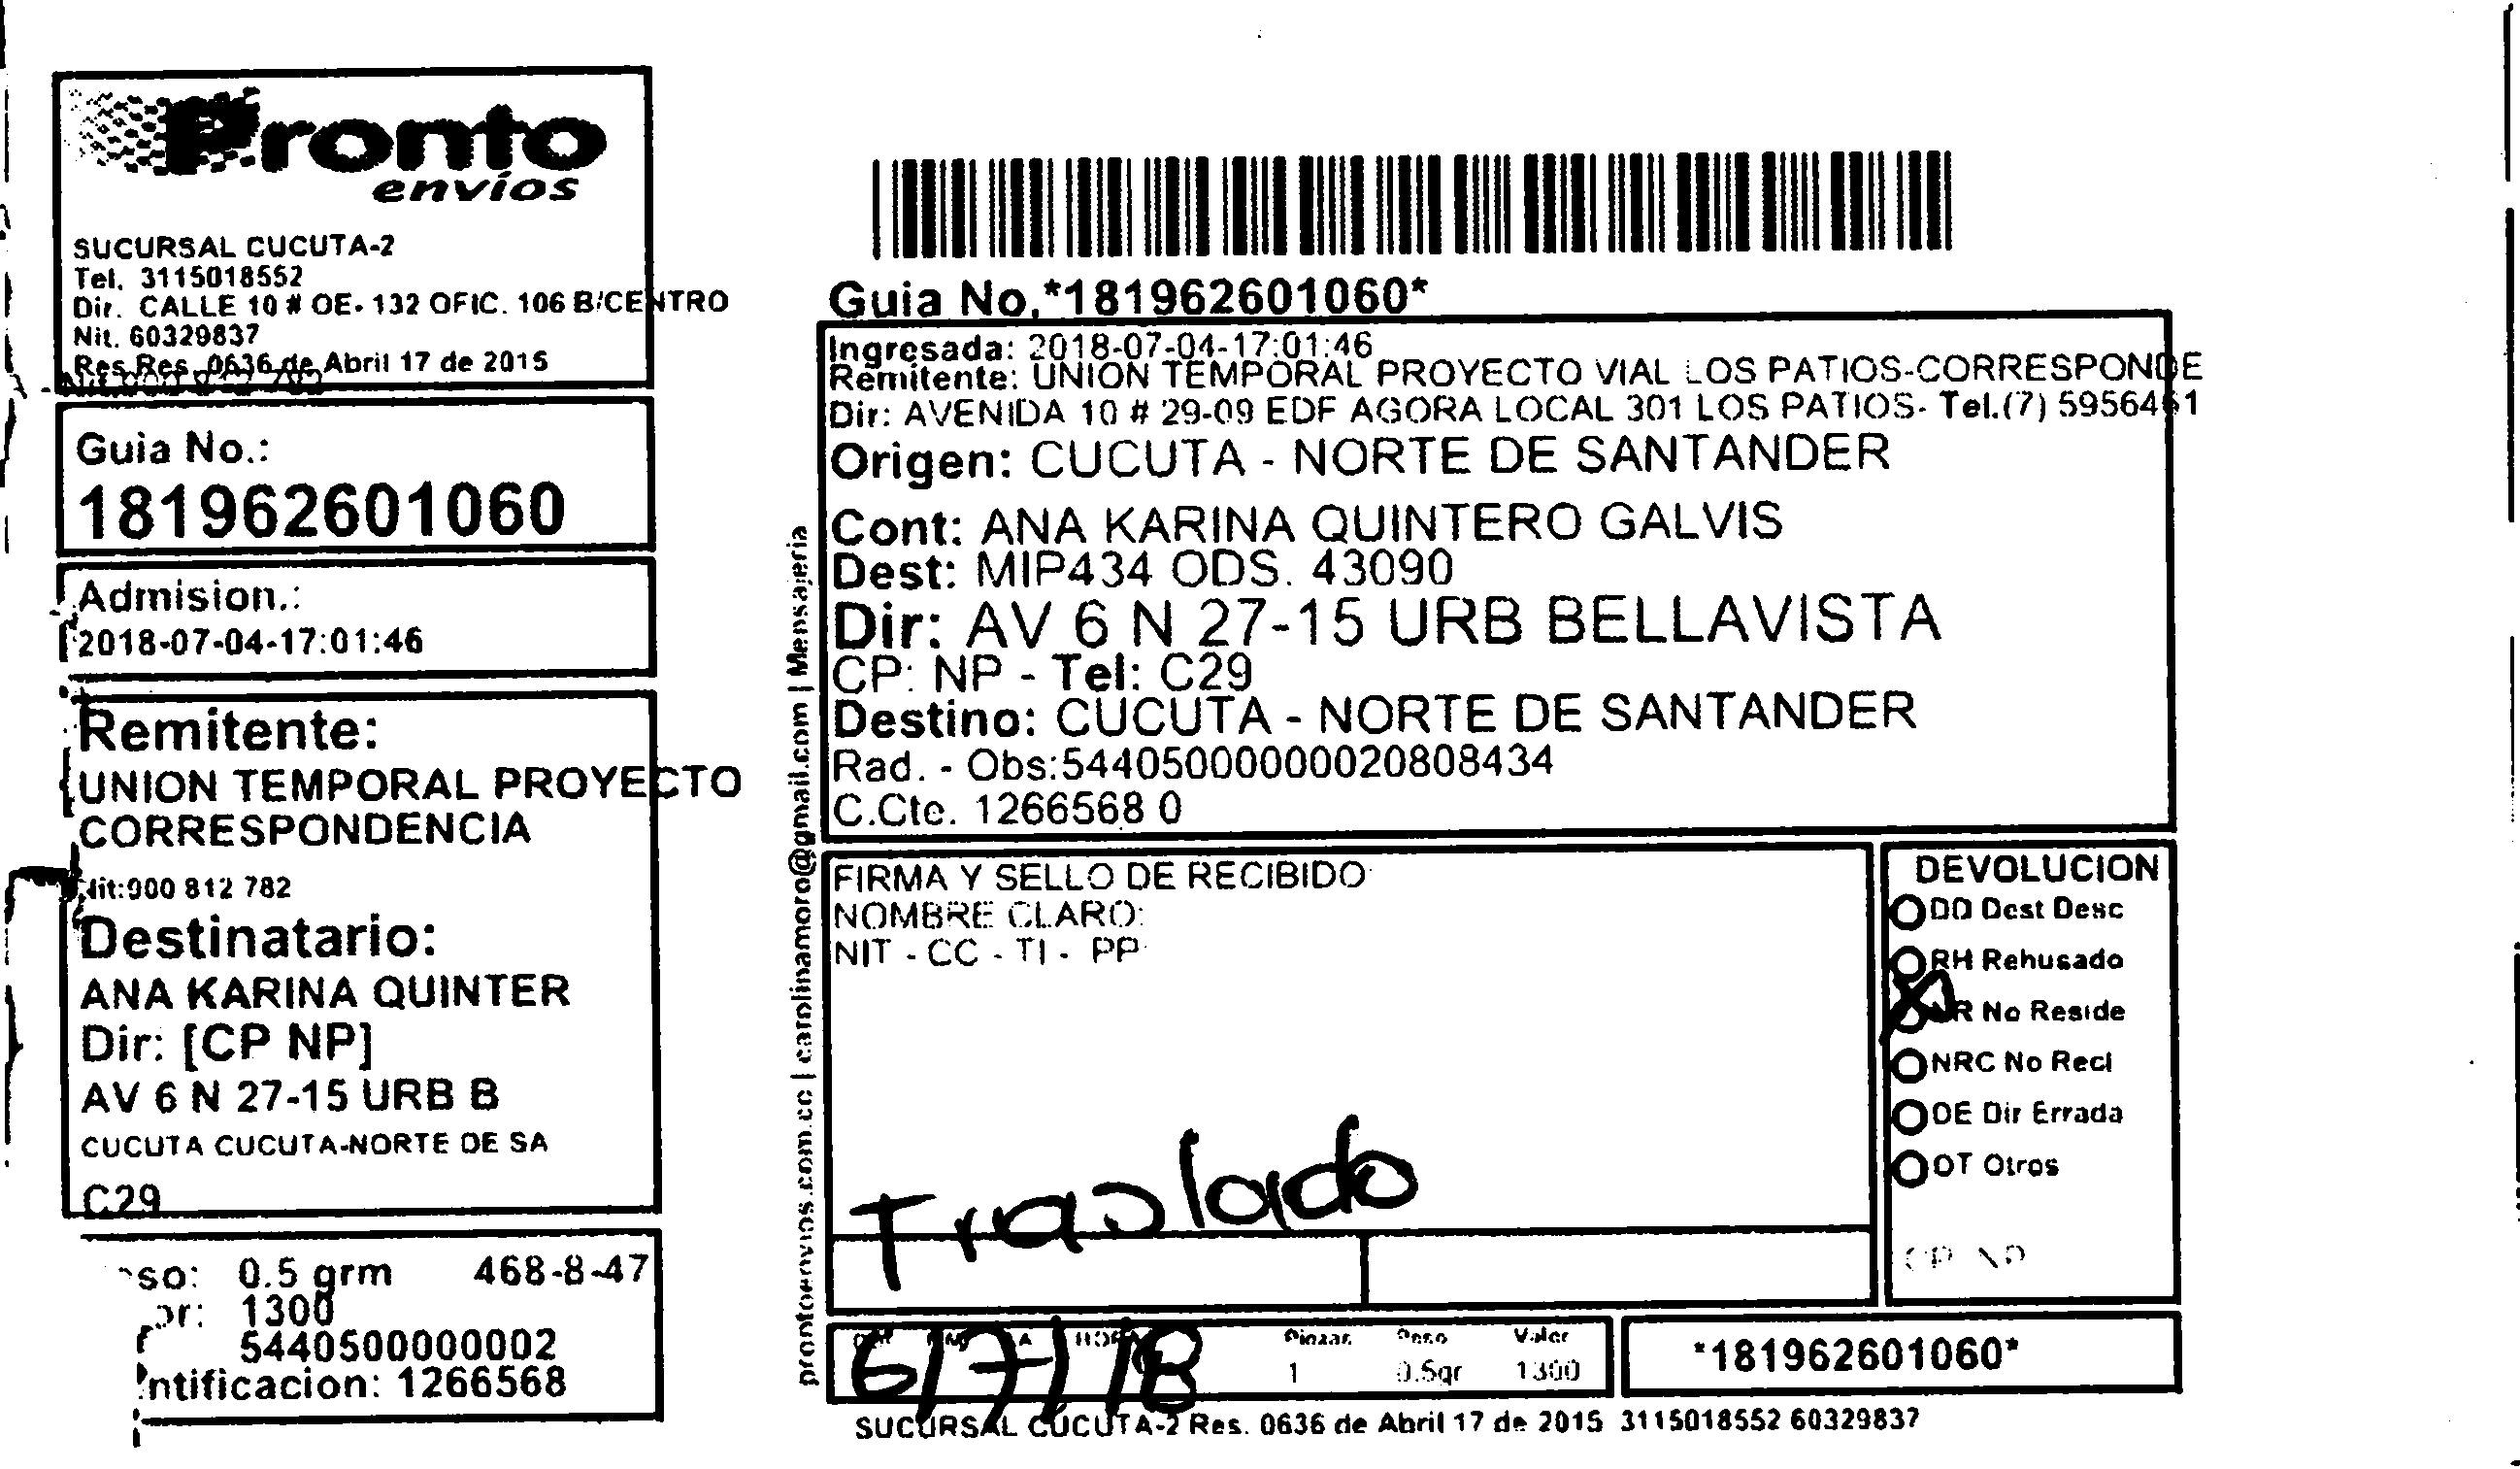 Pronto
envíos
SUCURSAL CUCUTA-2
Tel. 3115018552
Dir. CALLE 10 # OE- 132 OFIC. 106 B/CENTRO
Nit. 60329837
Res Res. 0636 de Abril 17 de 2015
Guia No.:
181962601060
Admision.:
2018-07-04-17:01:46
Remitente:
UNION TEMPORAL PROYECTO
CORRESPONDENCIA
Nit:900 812 782
Destinatario:
ANA KARINA QUINTER
Dir: [CP NP]
AV 6 N 27-15 URB B
CUCUTA CUCUTA-NORTE DE SA
C29
0.5 grm 468-8-47
1300
5440500000002
ntificacion: 1266568
prontoenvios.com.co | carolinamoro@gmail.com | Mensajeria
Guia No.*181962601060*
Ingresada: 2018-07-04-17:01:46
Remitente: UNION TEMPORAL PROYECTO VIAL LOS PATIOS-CORRESPONDE
Dir: AVENIDA 10 # 29-09 EDF AGORA LOCAL 301 LOS PATIOS- Tel.(7) 5956461
Origen: CUCUTA - NORTE DE SANTANDER
Cont: ANA KARINA QUINTERO GALVIS
Dest: MIP434 ODS. 43090
Dir: AV 6 N 27-15 URB BELLAVISTA
CP: NP - Tel: C29
Destino: CUCUTA - NORTE DE SANTANDER
Rad. - Obs:544050000000020808434
C.Cte. 1266568 0
FIRMA Y SELLO DE RECIBIDO
NOMBRE CLARO:
NIT - CC - TI - PP
Traslado
DEVOLUCION
DD Dest Desc
RH Rehusado
NR No Reside
NRC No Recl
DE Dir Errada
OT Otros
CP NP
Piezas Peso Valor
6/7/18 1 0.5gr 1300
*181962601060*
SUCURSAL CUCUTA-2 Res. 0636 de Abril 17 de 2015 3115018552 60329837